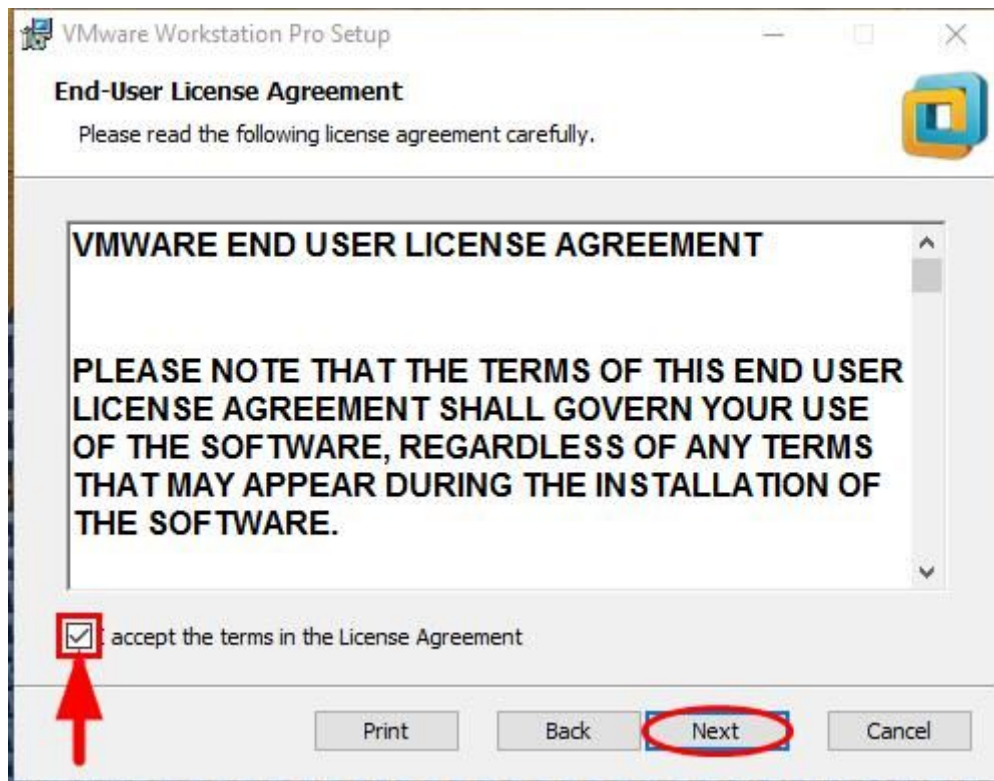 VMware Workstation Pro Setup
End-User License Agreement
Please read the following license agreement carefully.
VMWARE END USER LICENSE AGREEMENT
PLEASE NOTE THAT THE TERMS OF THIS END USER
LICENSE AGREEMENT SHALL GOVERN YOUR USE
OF THE SOFTWARE, REGARDLESS OF ANY TERMS
THAT MAY APPEAR DURING THE INSTALLATION OF
THE SOFTWARE.
I accept the terms in the License Agreement
Print Back Next Cancel